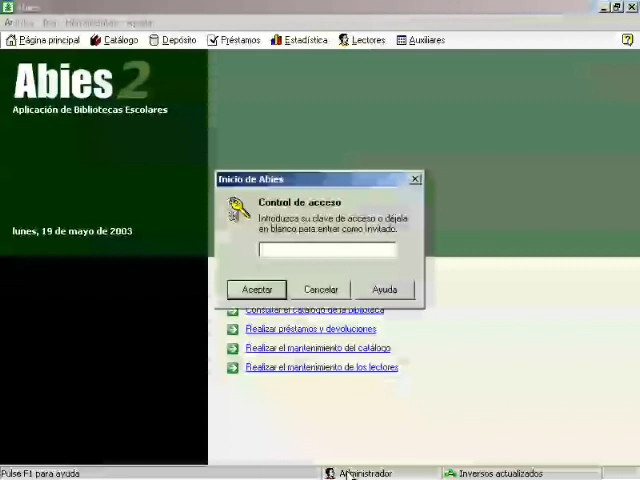 Abies
Página principal Catálogo Depósito Préstamos Estadística Lectores Auxiliares
Abies 2
Aplicación de Bibliotecas Escolares
Inicio de Abies
Control de acceso
Introduzca su clave de acceso o déjela
en blanco para entrar como Invitado.
lunes, 19 de mayo de 2003
Aceptar Cancelar Ayuda
Consultar el catálogo de la biblioteca
Realizar préstamos y devoluciones
Realizar el mantenimiento del catálogo
Realizar el mantenimiento de los lectores
Pulse F1 para ayuda Administrador Inversos actualizados